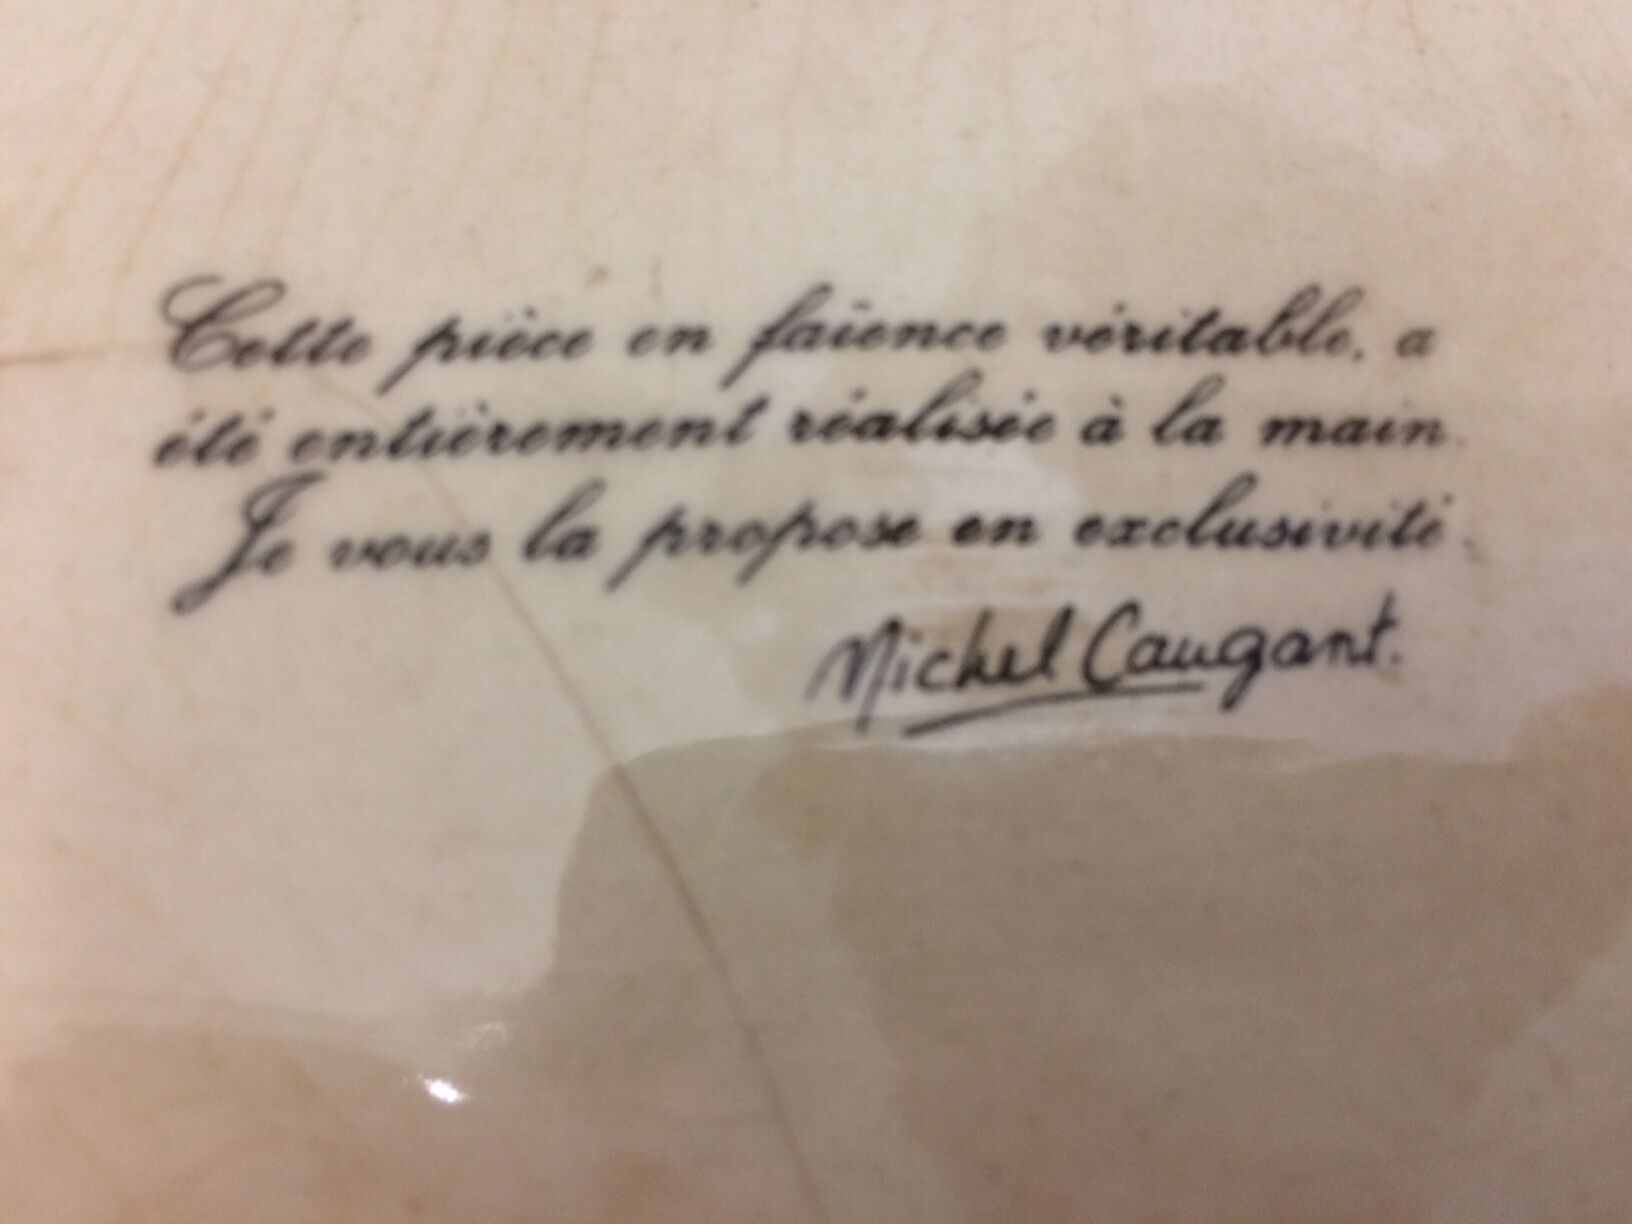 Cette pièce en faïence véritable, a
été entièrement réalisée à la main.
Je vous la propose en exclusivité.
Michel Caugant.